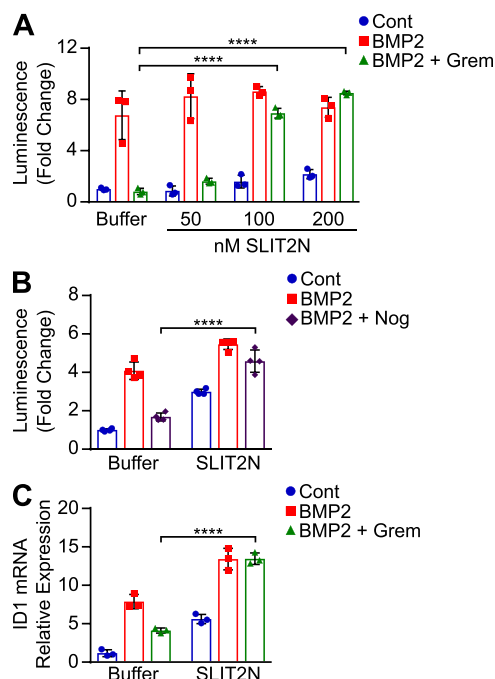 A
Cont
BMP2
BMP2 + Grem
****
****
Luminescence
(Fold Change)
12
8
4
0
Buffer
50
100
200
nM SLIT2N
B
Cont
BMP2
BMP2 + Nog
****
Luminescence
(Fold Change)
6
4
2
0
Buffer
SLIT2N
C
Cont
BMP2
BMP2 + Grem
****
ID1 mRNA
Relative Expression
20
15
10
5
0
Buffer
SLIT2N